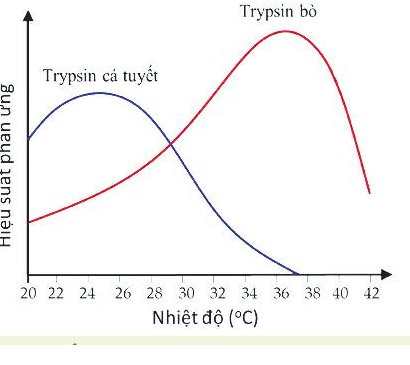 Trypsin bò
Trypsin cá tuyết
Hiệu suất phản ứng
20 22 24 26 28 30 32 34 36 38 40 42
Nhiệt độ (°C)